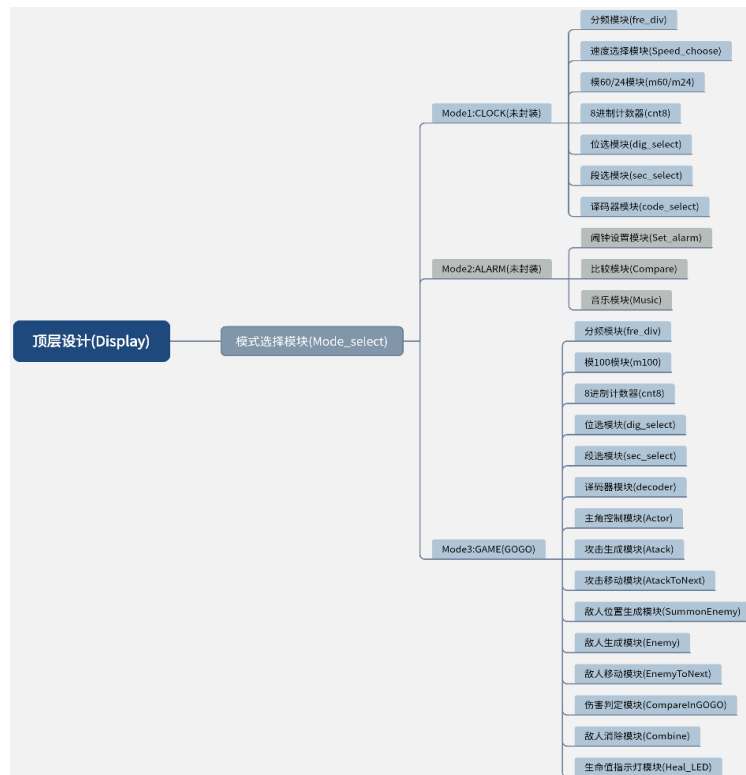 顶层设计(Display)
模式选择模块(Mode_select)
Mode1:CLOCK(未封装)
分频模块(fre_div)
速度选择模块(Speed_choose)
模60/24模块(m60/m24)
8进制计数器(cnt8)
位选模块(dig_select)
段选模块(sec_select)
译码器模块(code_select)
Mode2:ALARM(未封装)
闹钟设置模块(Set_alarm)
比较模块(Compare)
音乐模块(Music)
Mode3:GAME(GOGO)
分频模块(fre_div)
模100模块(m100)
8进制计数器(cnt8)
位选模块(dig_select)
段选模块(sec_select)
译码器模块(decoder)
主角控制模块(Actor)
攻击生成模块(Atack)
攻击移动模块(AtackToNext)
敌人位置生成模块(SummonEnemy)
敌人生成模块(Enemy)
敌人移动模块(EnemyToNext)
伤害判定模块(CompareInGOGO)
敌人消除模块(Combine)
生命值指示灯模块(Heal_LED)